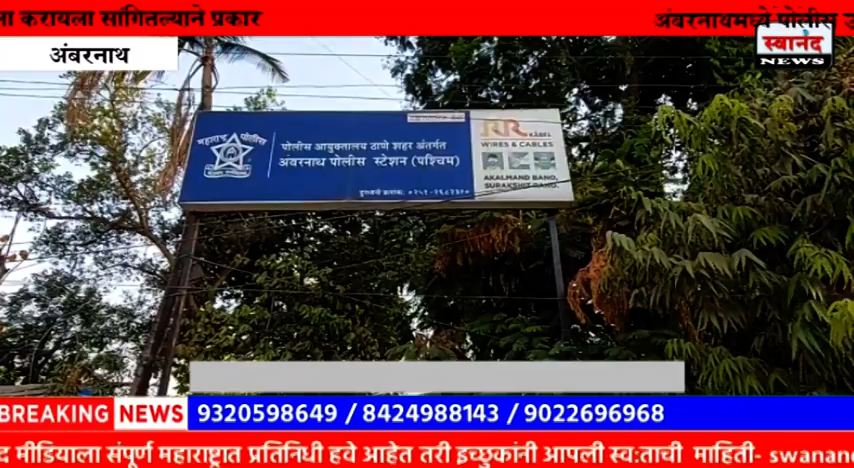 ा करायला सांगितल्याने प्रकार
अंबरनाथमध्ये पोलीस
स्वानंद
NEWS
अंबरनाथ
महाराष्ट्र पोलीस
पोलीस आयुक्तालय ठाणे शहर अंतर्गत
अंबरनाथ पोलीस स्टेशन (पश्चिम)
RR KABEL
WIRES & CABLES
AKALMAND BANO,
SURAKSHIT BANO.
BREAKING NEWS
9320598649 / 8424988143 / 9022696968
द मीडियाला संपूर्ण महाराष्ट्रात प्रतिनिधी हवे आहेत तरी इच्छुकांनी आपली स्व:ताची माहिती- swanand